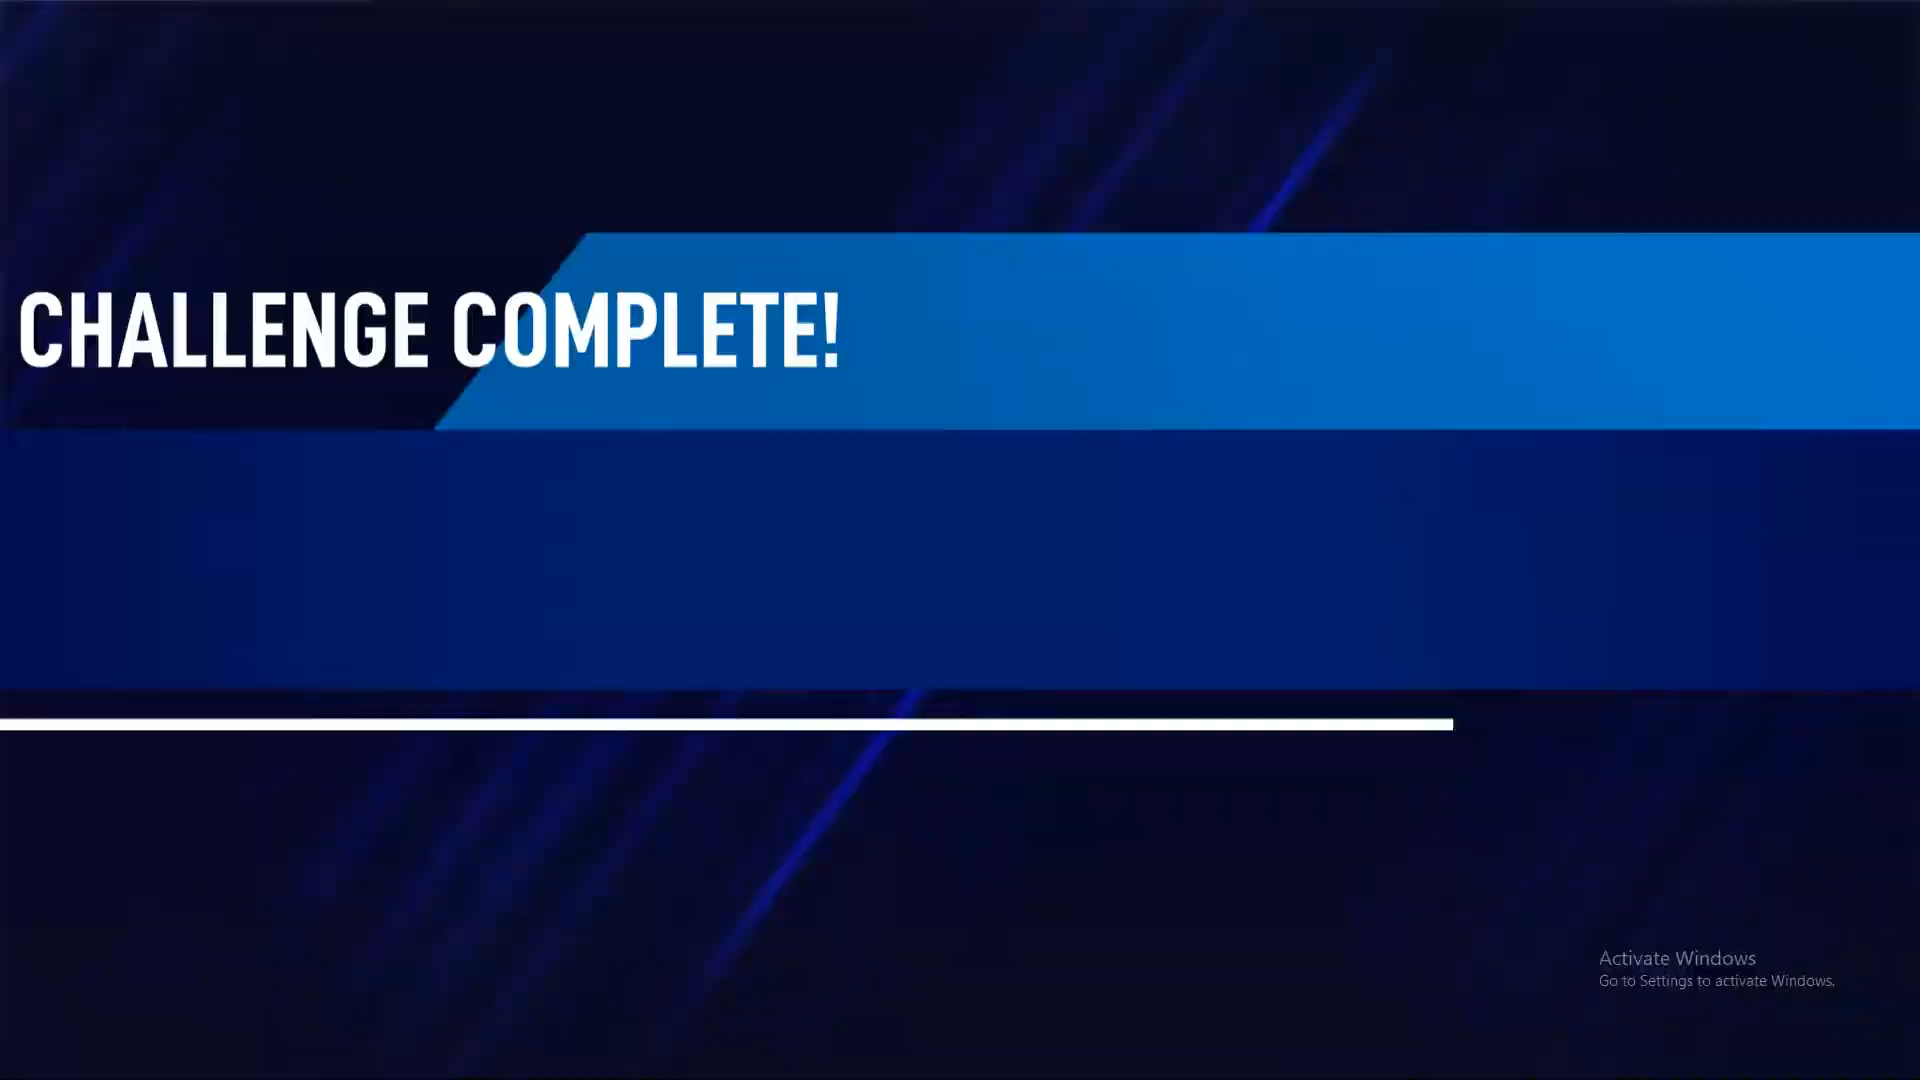 CHALLENGE COMPLETE!
Activate Windows
Go to Settings to activate Windows.